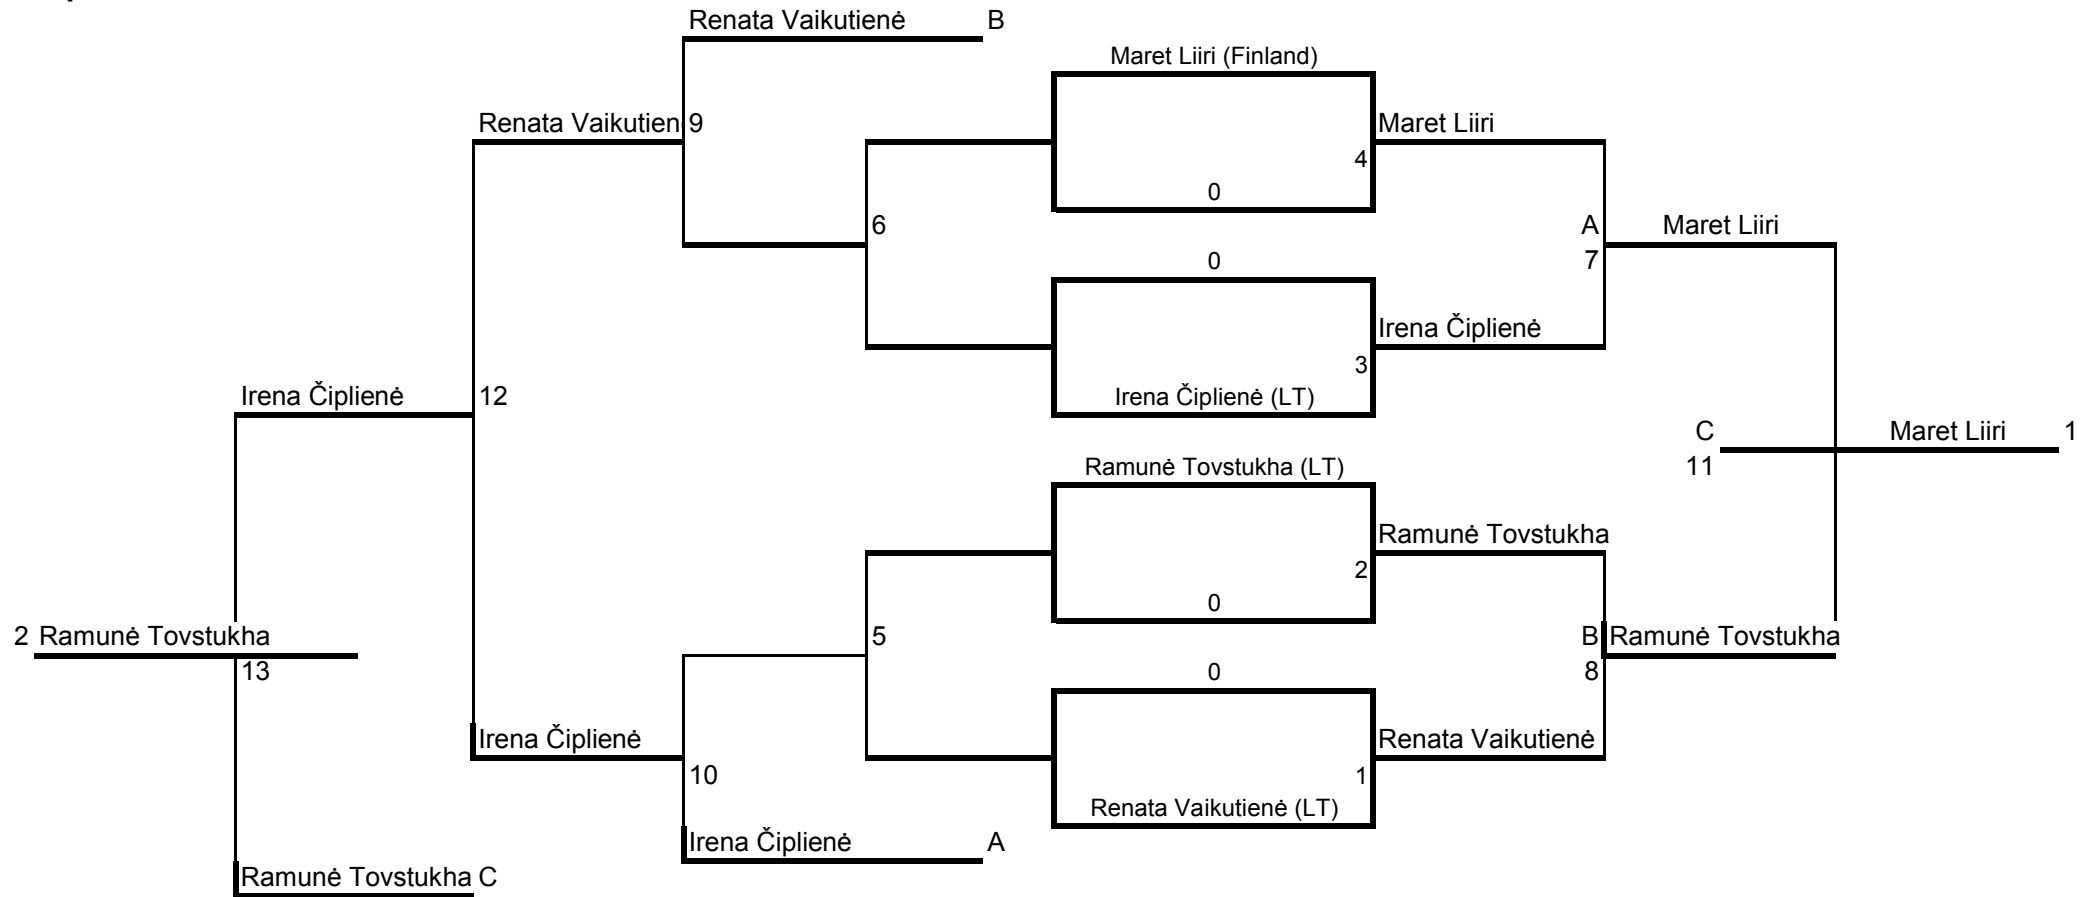 Renata Vaikutienė B
Maret Liiri (Finland)
Renata Vaikutien 9 Maret Liiri
4
0
6 A Maret Liiri
0 7
Irena Čiplienė
3
Irena Čiplienė 12 Irena Čiplienė (LT)
C Maret Liiri 1
Ramunė Tovstukha (LT) 11
Ramunė Tovstukha
2
0
2 Ramunė Tovstukha 5 B Ramunė Tovstukha
13 0 8
Irena Čiplienė Renata Vaikutienė
10 1
Renata Vaikutienė (LT)
Irena Čiplienė A
Ramunė Tovstukha C